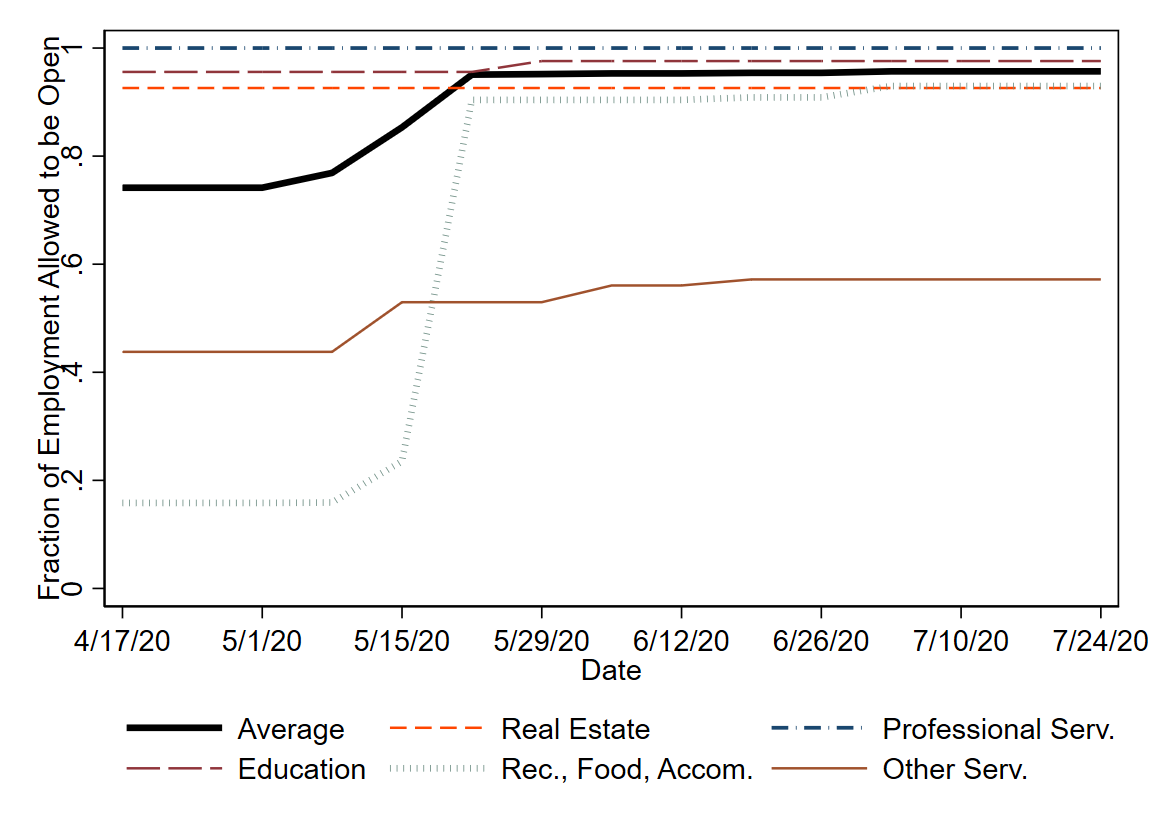 Fraction of Employment Allowed to be Open
1
.8
.6
.4
.2
0
4/17/20 5/1/20 5/15/20 5/29/20 6/12/20 6/26/20 7/10/20 7/24/20
Date
Average Real Estate Professional Serv.
Education Rec., Food, Accom. Other Serv.